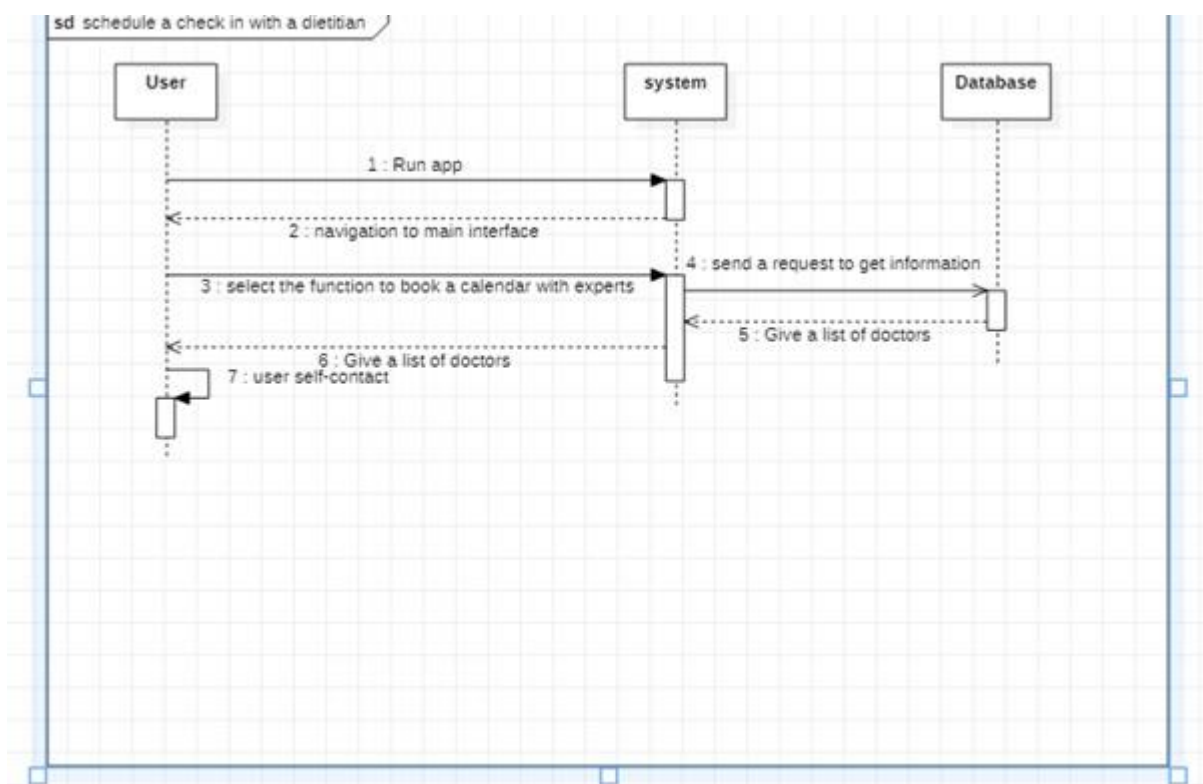 sd schedule a check in with a dietitian
User
system
Database
1 : Run app
2 : navigation to main interface
4 : send a request to get information
3 : select the function to book a calendar with experts
5 : Give a list of doctors
6 : Give a list of doctors
7 : user self-contact